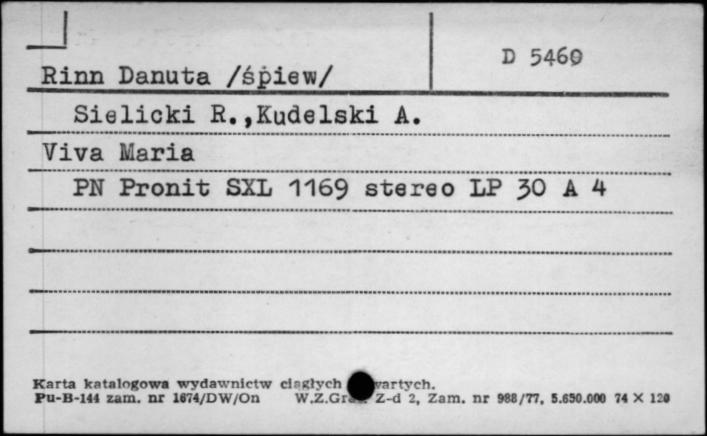 D 5469
Rinn Danuta /śpiew/
Sielicki R.,Kudelski A.
Viva Maria
PN Pronit SXL 1169 stereo LP 30 A 4
Karta katalogowa wydawnictw ciągłych wartych.
Pu-B-144 zam. nr 1674/DW/On W.Z.Gra Z-d 2, Zam. nr 988/77, 5.650.000 74 X 120